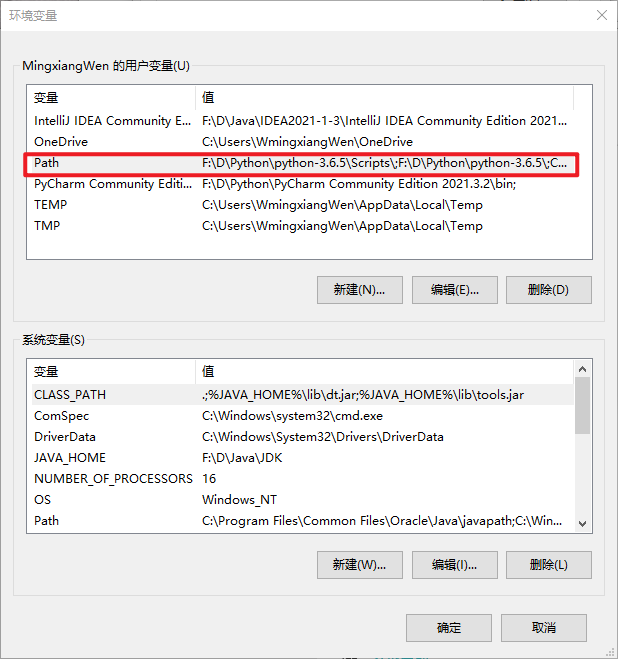 环境变量
MingxiangWen 的用户变量(U)
变量 值
IntelliJ IDEA Community E... F:\D\Java\IDEA2021-1-3\IntelliJ IDEA Community Edition 2021...
OneDrive C:\Users\WmingxiangWen\OneDrive
Path F:\D\Python\python-3.6.5\Scripts\;F:\D\Python\python-3.6.5\;C...
PyCharm Community Editi... F:\D\Python\PyCharm Community Edition 2021.3.2\bin;
TEMP C:\Users\WmingxiangWen\AppData\Local\Temp
TMP C:\Users\WmingxiangWen\AppData\Local\Temp
新建(N)... 编辑(E)... 删除(D)
系统变量(S)
变量 值
CLASS_PATH .;%JAVA_HOME%\lib\dt.jar;%JAVA_HOME%\lib\tools.jar
ComSpec C:\Windows\system32\cmd.exe
DriverData C:\Windows\System32\Drivers\DriverData
JAVA_HOME F:\D\Java\JDK
NUMBER_OF_PROCESSORS 16
OS Windows_NT
Path C:\Program Files\Common Files\Oracle\Java\javapath;C:\Win...
新建(W)... 编辑(I)... 删除(L)
确定 取消